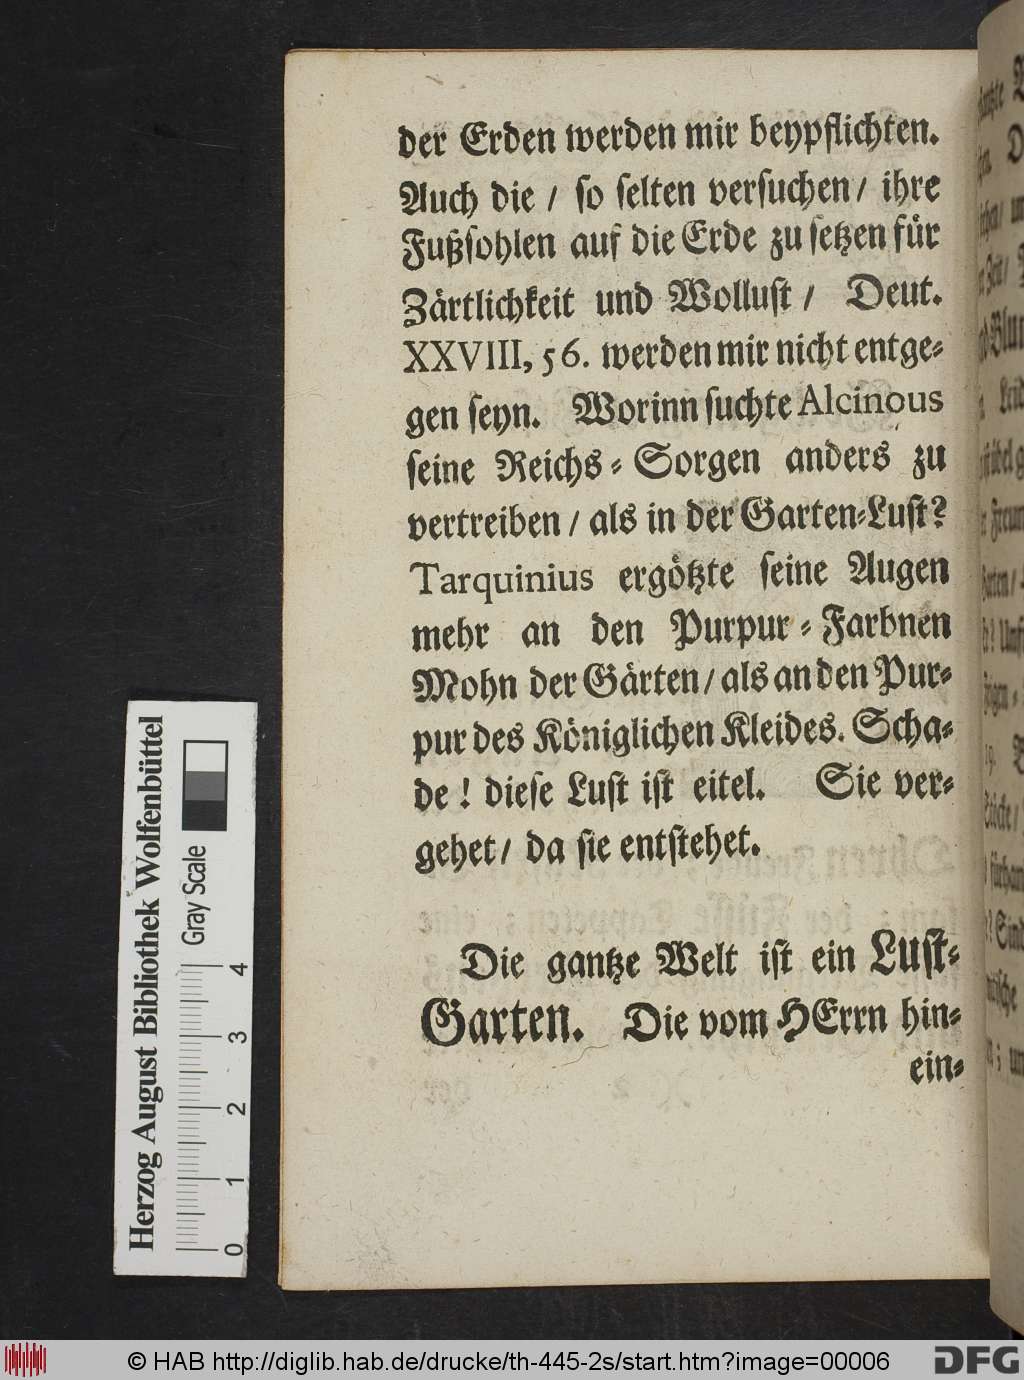 der Erden werden mir beypflichten.
Auch die / so selten versuchen / ihre
Fußsohlen auf die Erde zu setzen für
Zärtlichkeit und Wollust / Deut.
XXVIII, 56. werden mir nicht entge-
gen seyn. Worinn suchte Alcinous
seine Reichs-Sorgen anders zu
vertreiben / als in der Garten-Lust?
Tarquinius ergötzte seine Augen
mehr an den Purpur-Farbnen
Mohn der Gärten / als an den Pur-
pur des Königlichen Kleides. Scha-
de! diese Lust ist eitel. Sie ver-
gehet / da sie entstehet.
Die gantze Welt ist ein Lust-
Garten. Die vom HErrn hin-
ein-
Herzog August Bibliothek Wolfenbüttel
Gray Scale
0 1 2 3 4
© HAB http://diglib.hab.de/drucke/th-445-2s/start.htm?image=00006
DFG